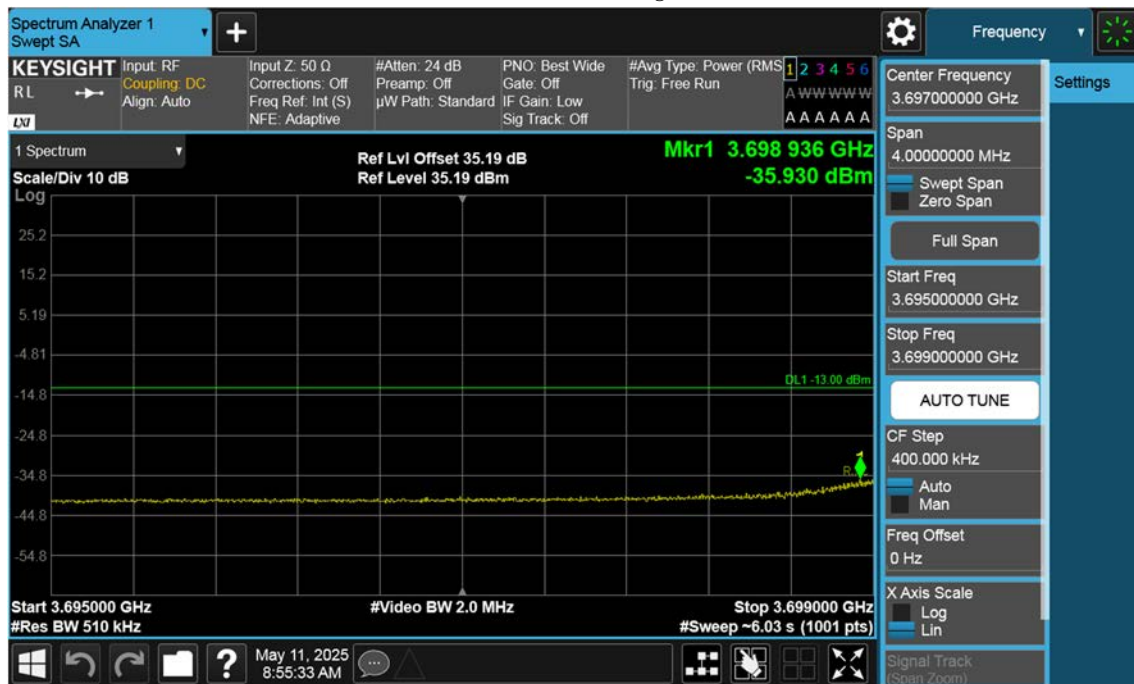 Spectrum Analyzer 1
Swept SA
Frequency
KEYSIGHT
RL
LXI
Input: RF
Coupling: DC
Align: Auto
Input Z: 50 Ω
Corrections: Off
Freq Ref: Int (S)
NFE: Adaptive
#Atten: 24 dB
Preamp: Off
µW Path: Standard
PNO: Best Wide
Gate: Off
IF Gain: Low
Sig Track: Off
#Avg Type: Power (RMS
Trig: Free Run
1 2 3 4 5 6
A W W W W W
A A A A A A
1 Spectrum
Scale/Div 10 dB
Log
Ref Lvl Offset 35.19 dB
Ref Level 35.19 dBm
Mkr1 3.698 936 GHz
-35.930 dBm
25.2
15.2
5.19
-4.81
-14.8
-24.8
-34.8
-44.8
-54.8
DL1 -13.00 dBm
1
R...
Start 3.695000 GHz
#Res BW 510 kHz
#Video BW 2.0 MHz
Stop 3.699000 GHz
#Sweep ~6.03 s (1001 pts)
?
May 11, 2025
8:55:33 AM
Center Frequency
3.697000000 GHz
Span
4.00000000 MHz
Swept Span
Zero Span
Full Span
Start Freq
3.695000000 GHz
Stop Freq
3.699000000 GHz
AUTO TUNE
CF Step
400.000 kHz
Auto
Man
Freq Offset
0 Hz
X Axis Scale
Log
Lin
Signal Track
(Span Zoom)
Settings